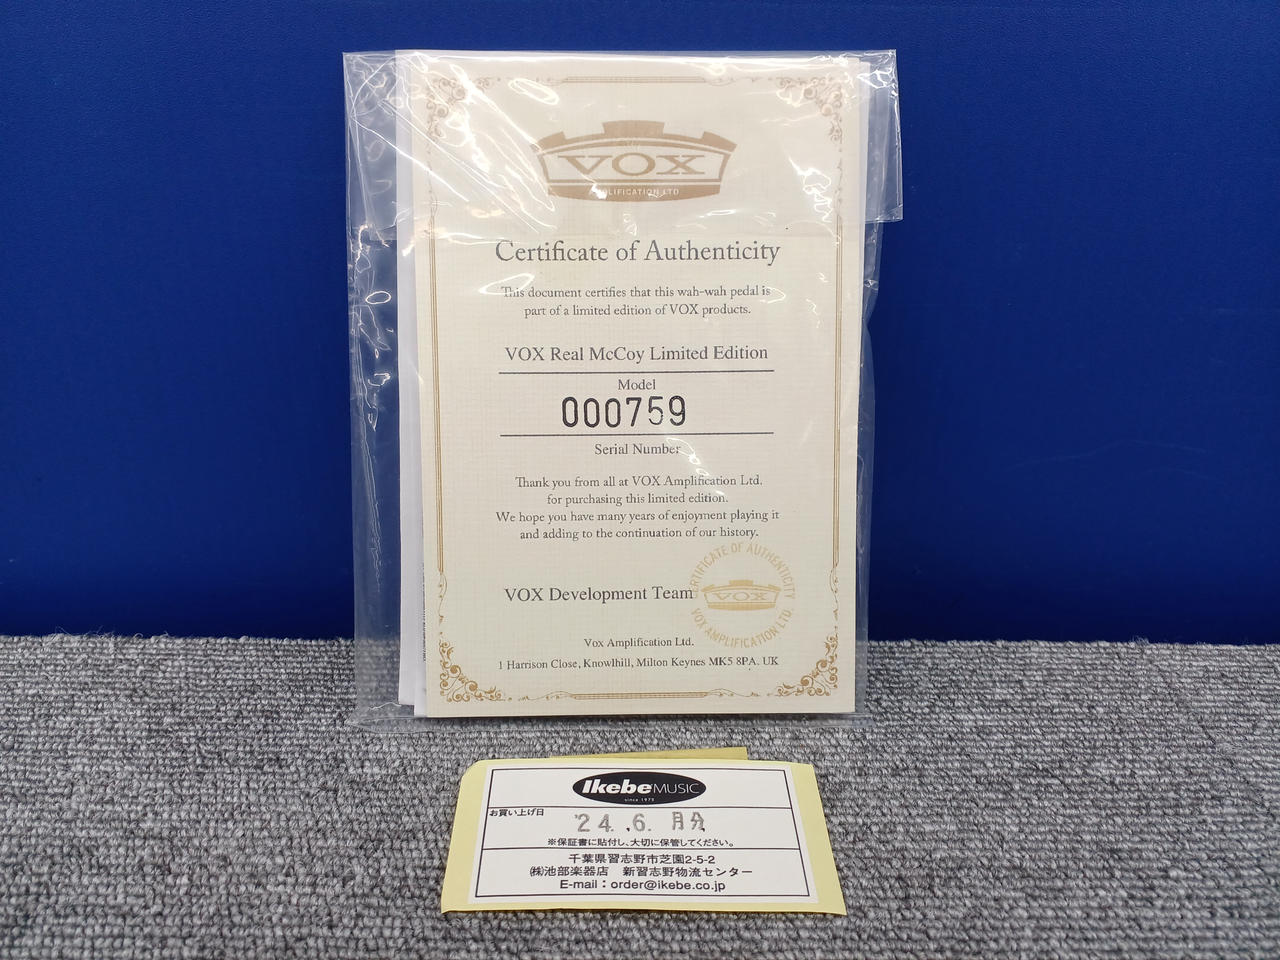 VOX
AMPLIFICATION LTD
Certificate of Authenticity
This document certifies that this wah-wah pedal is
part of a limited edition of VOX products.
VOX Real McCoy Limited Edition
Model
000759
Serial Number
Thank you from all at VOX Amplification Ltd.
for purchasing this limited edition.
We hope you have many years of enjoyment playing it
and adding to the continuation of our history.
VOX Development Team
CERTIFICATE OF AUTHENTICITY
VOX
VOX AMPLIFICATION LTD.
Vox Amplification Ltd.
1 Harrison Close, Knowlhill, Milton Keynes MK5 8PA. UK
Ikebe MUSIC
since 1975
お買い上げ日
'24. .6. 月分
※保証書に貼付し、大切に保管してください。
千葉県習志野市芝園2-5-2
㈱池部楽器店 新習志野物流センター
E-mail：order@ikebe.co.jp